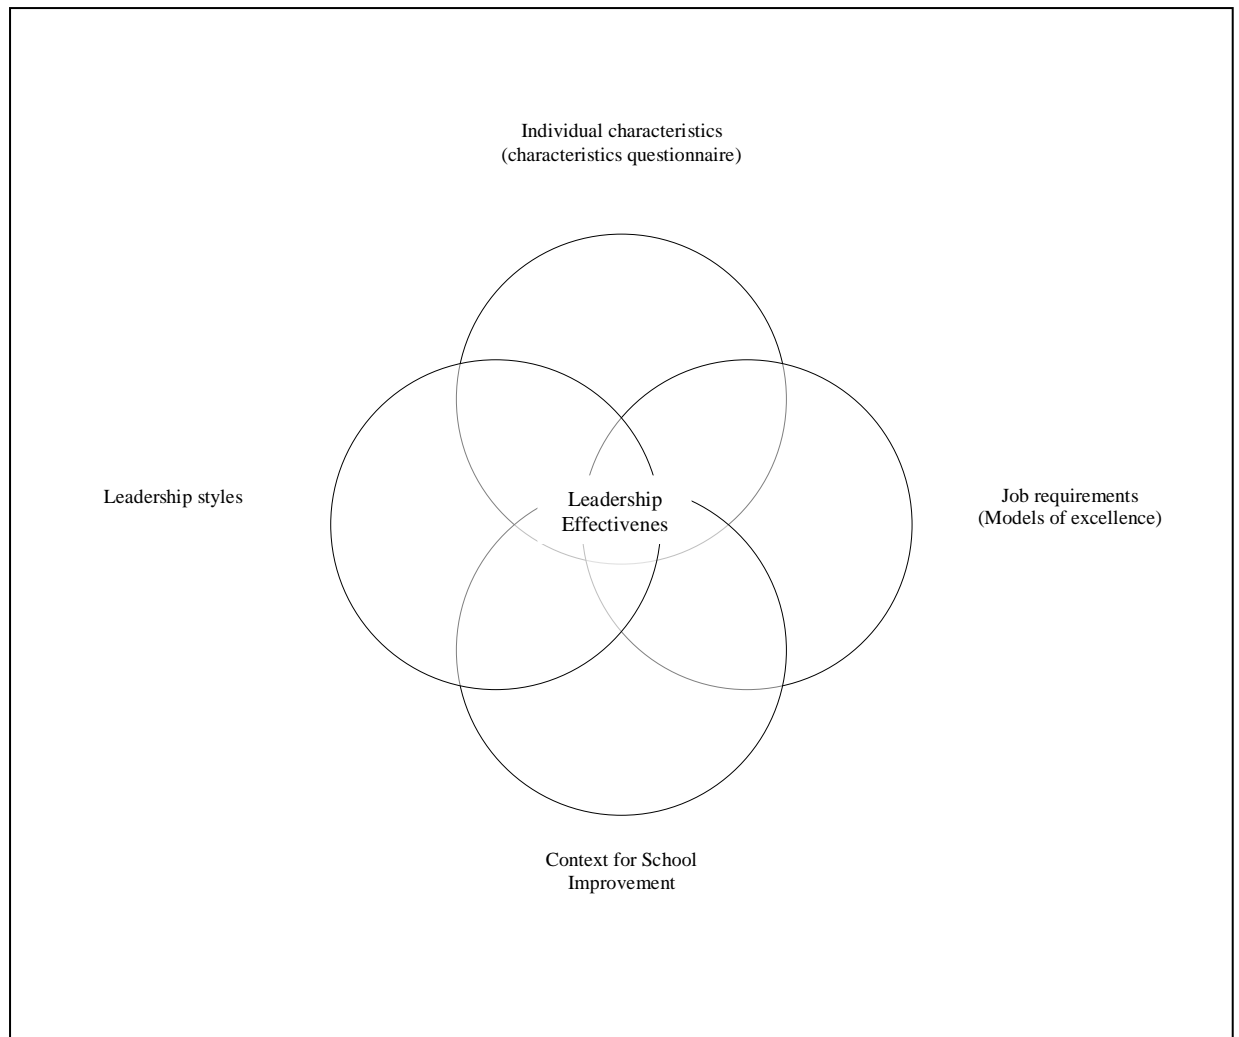 Individual characteristics
(characteristics questionnaire)
Leadership styles
Leadership
Effectivenes
Job requirements
(Models of excellence)
Context for School
Improvement